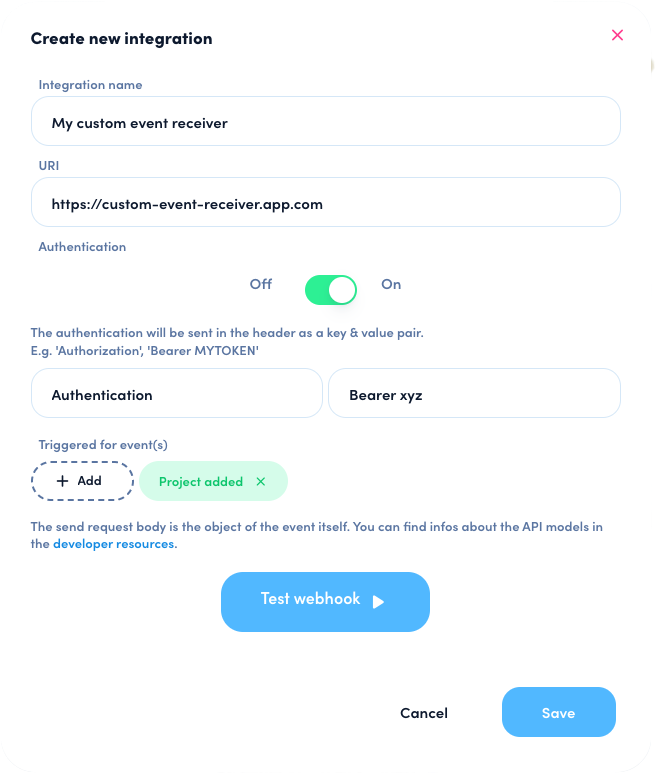 Create new integration
Integration name
My custom event receiver
URI
https://custom-event-receiver.app.com
Authentication
Off On
The authentication will be sent in the header as a key & value pair.
E.g. 'Authorization', 'Bearer MYTOKEN'
Authentication Bearer xyz
Triggered for event(s)
+ Add Project added ×
The send request body is the object of the event itself. You can find infos about the API models in
the developer resources.
Test webhook
Cancel Save